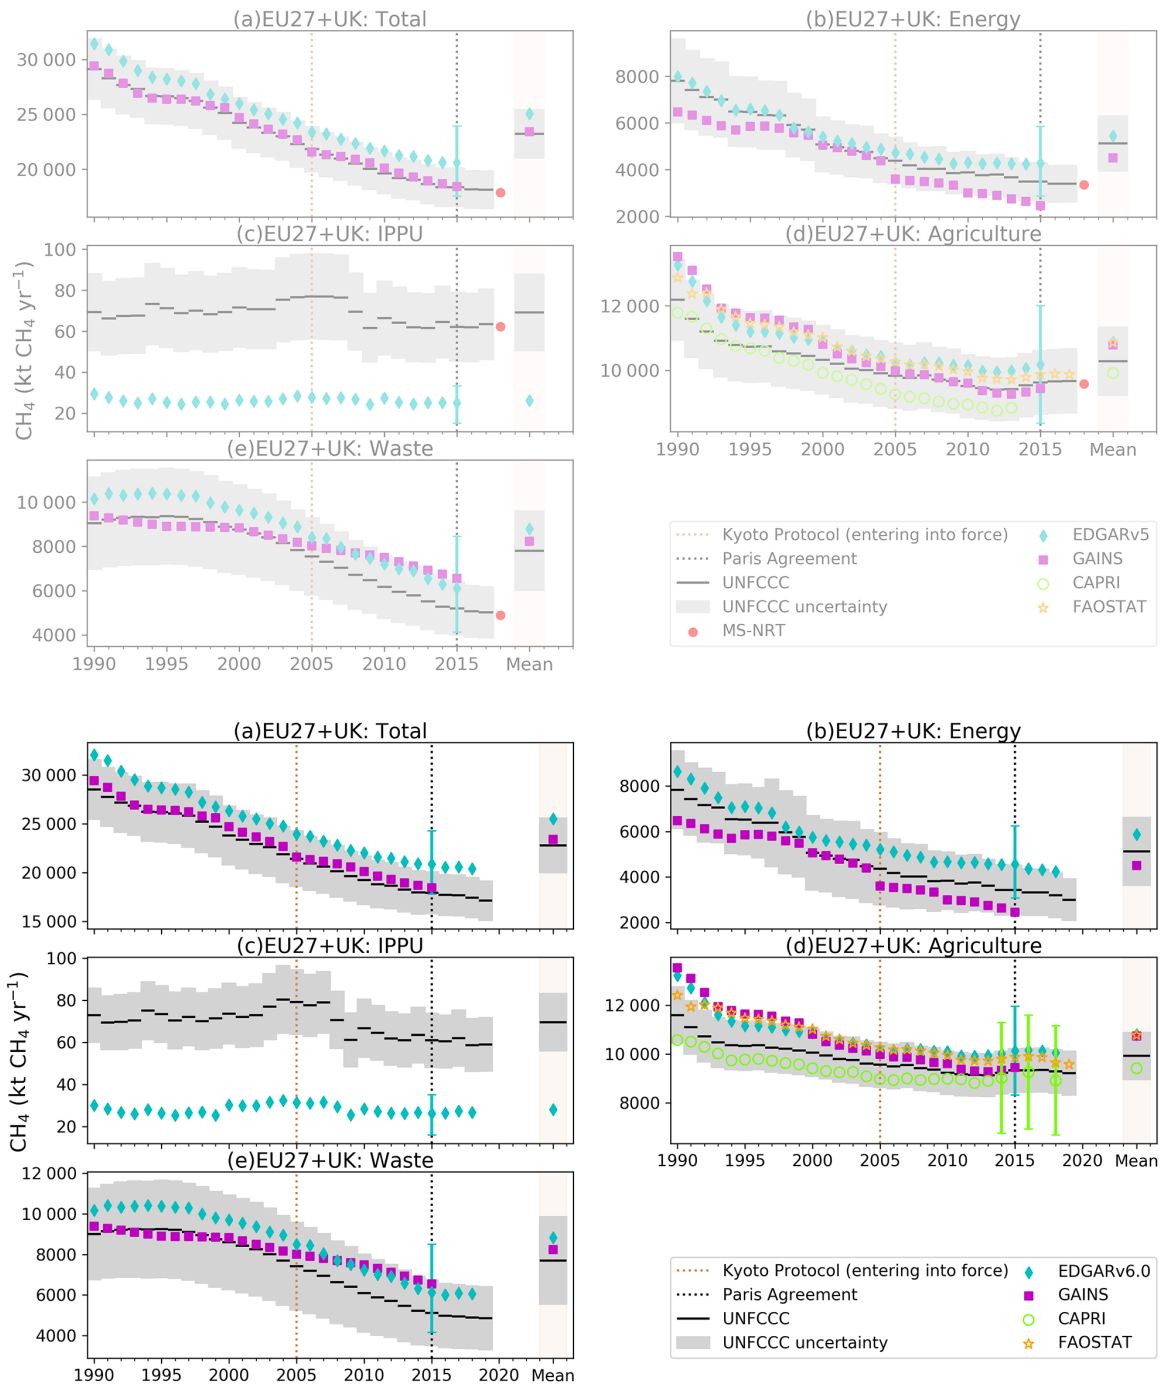 (a)EU27+UK: Total
(b)EU27+UK: Energy
30 000
25 000
20 000
8000
6000
4000
2000
(c)EU27+UK: IPPU
(d)EU27+UK: Agriculture
100
80
60
40
20
12 000
10 000
1990
1995
2000
2005
2010
2015
Mean
CH4 (kt CH4 yr−1)
(e)EU27+UK: Waste
10 000
8000
6000
4000
1990
1995
2000
2005
2010
2015
Mean
Kyoto Protocol (entering into force)
Paris Agreement
UNFCCC
UNFCCC uncertainty
MS-NRT
EDGARv5
GAINS
CAPRI
FAOSTAT
(a)EU27+UK: Total
(b)EU27+UK: Energy
30 000
25 000
20 000
15 000
8000
6000
4000
2000
(c)EU27+UK: IPPU
(d)EU27+UK: Agriculture
100
80
60
40
20
12 000
10 000
8000
1990
1995
2000
2005
2010
2015
2020
Mean
CH4 (kt CH4 yr−1)
(e)EU27+UK: Waste
12 000
10 000
8000
6000
4000
1990
1995
2000
2005
2010
2015
2020
Mean
Kyoto Protocol (entering into force)
Paris Agreement
UNFCCC
UNFCCC uncertainty
EDGARv6.0
GAINS
CAPRI
FAOSTAT